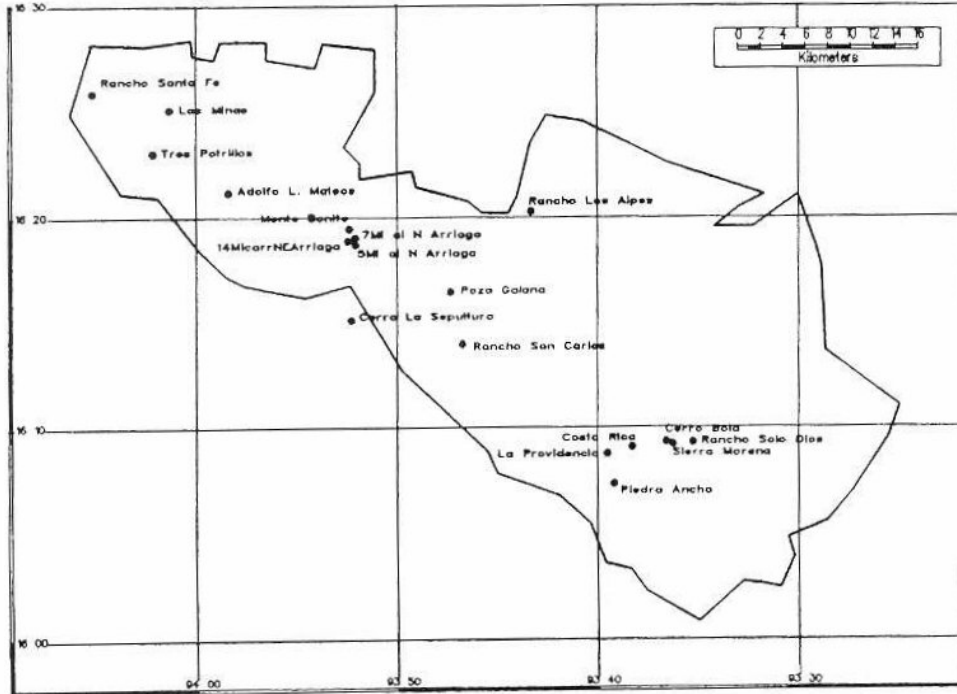 16 30
0 2 4 6 8 10 12 14 16
Kilometers
Rancho Santa Fe
Las Minas
Tres Potrillos
Adolfo L. Mateos
Rancho Los Alpes
16 20
Monte Bonito
7Mi al N Arriaga
14MicarrNEArriaga
5Mi al N Arriaga
Poza Galana
Cerro La Sepultura
Rancho San Carlos
16 10
Cerro Bola
Costa Rica
Rancho Solo Dios
La Providencia
Sierra Morena
Piedra Ancha
16 00
94 00
93 50
93 40
93 30